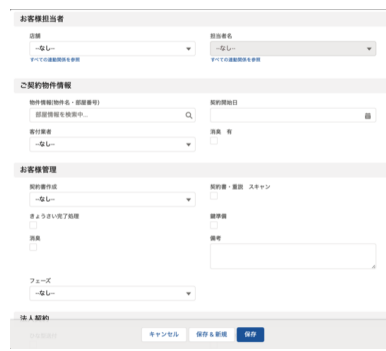 お客様担当者
店舗
担当者名
--なし--
--なし--
すべての連動関係を参照
すべての連動関係を参照
ご契約物件情報
物件情報(物件名・部屋番号)
契約開始日
部屋情報を検索中...
客付業者
消臭 有
--なし--
お客様管理
契約書作成
契約書・重説 スキャン
--なし--
きょうさい完了処理
鍵準備
消臭
備考
フェーズ
--なし--
法人契約
キャンセル
保存 & 新規
保存